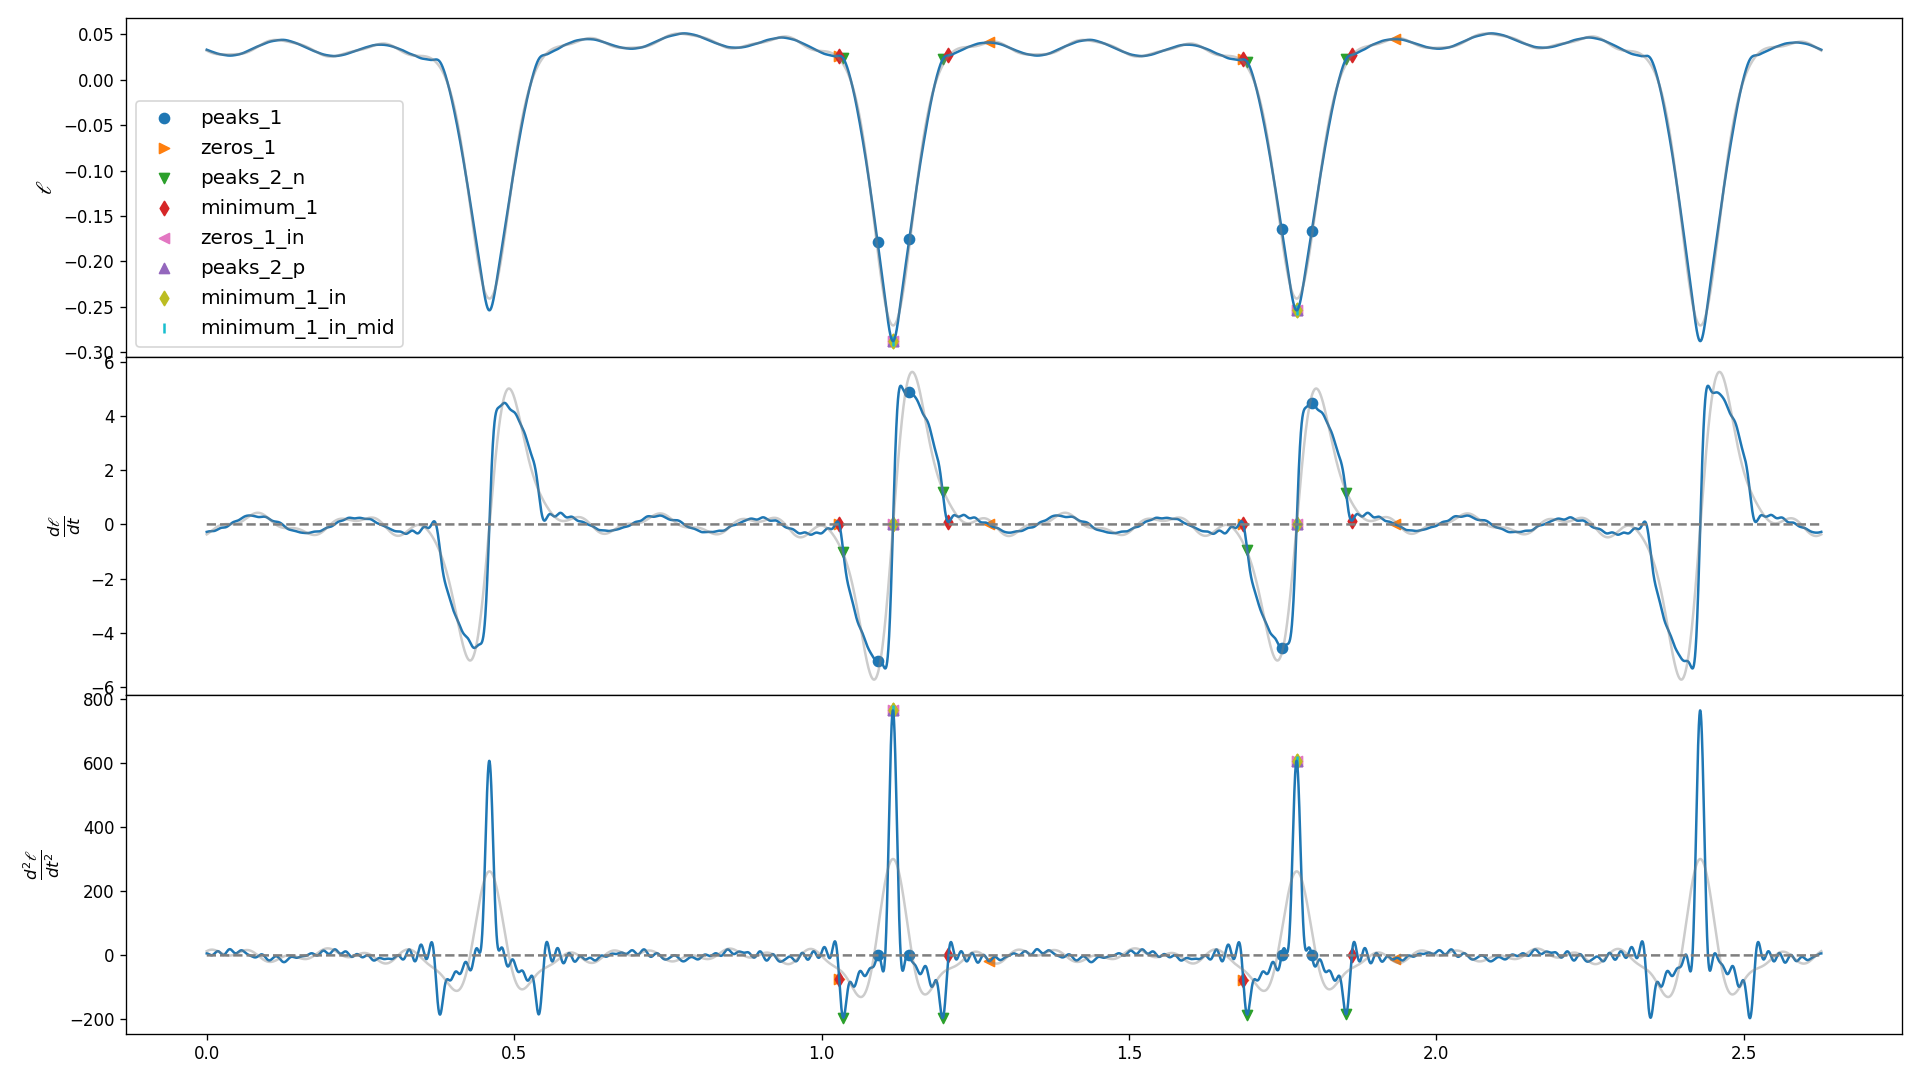 0.05
0.00
−0.05
−0.10
−0.15
−0.20
−0.25
−0.30
ℓ
peaks_1
zeros_1
peaks_2_n
minimum_1
zeros_1_in
peaks_2_p
minimum_1_in
minimum_1_in_mid
6
4
2
0
−2
−4
−6
dℓ
dt
800
600
400
200
0
−200
d²ℓ
dt²
0.0 0.5 1.0 1.5 2.0 2.5